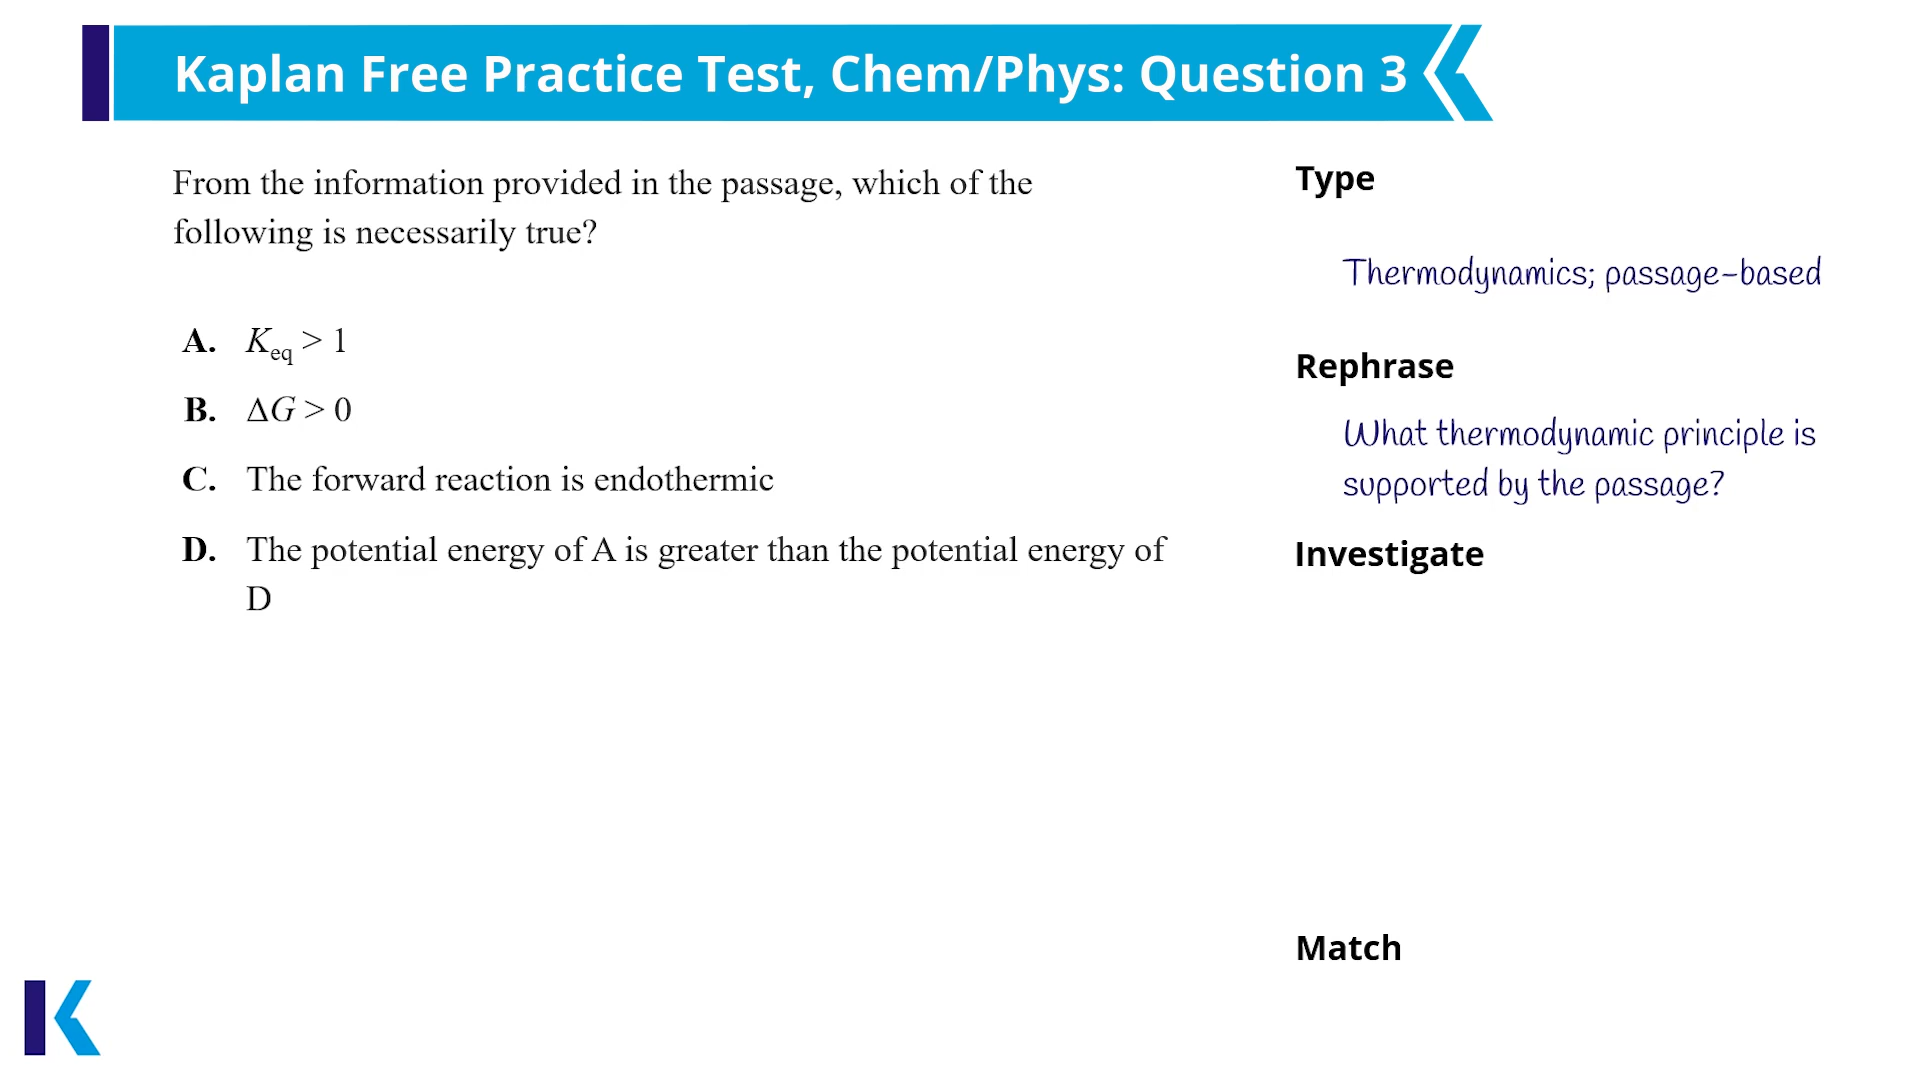 Kaplan Free Practice Test, Chem/Phys: Question 3
From the information provided in the passage, which of the
following is necessarily true?
A. Keq > 1
B. ΔG > 0
C. The forward reaction is endothermic
D. The potential energy of A is greater than the potential energy of
D
Type
Thermodynamics; passage-based
Rephrase
What thermodynamic principle is
supported by the passage?
Investigate
Match